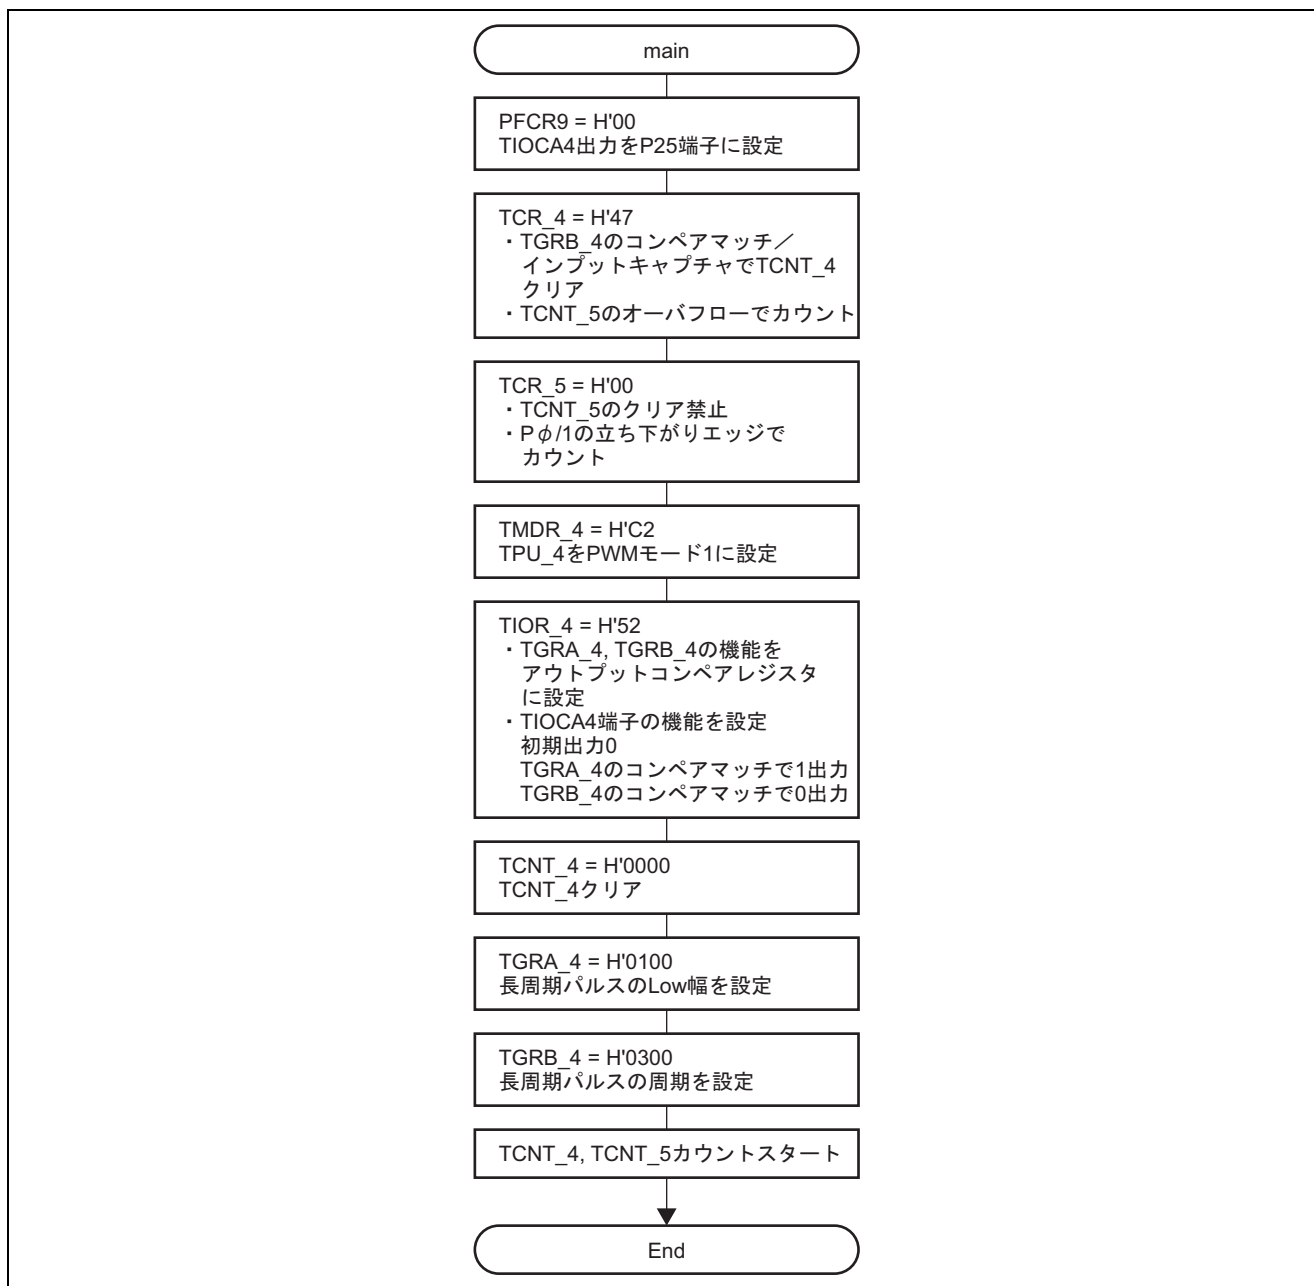 main
PFCR9 = H'00
TIOCA4出力をP25端子に設定
TCR_4 = H'47
・TGRB_4のコンペアマッチ／
インプットキャプチャでTCNT_4
クリア
・TCNT_5のオーバフローでカウント
TCR_5 = H'00
・TCNT_5のクリア禁止
・Pφ/1の立ち下がりエッジで
カウント
TMDR_4 = H'C2
TPU_4をPWMモード1に設定
TIOR_4 = H'52
・TGRA_4, TGRB_4の機能を
アウトプットコンペアレジスタ
に設定
・TIOCA4端子の機能を設定
初期出力0
TGRA_4のコンペアマッチで1出力
TGRB_4のコンペアマッチで0出力
TCNT_4 = H'0000
TCNT_4クリア
TGRA_4 = H'0100
長周期パルスのLow幅を設定
TGRB_4 = H'0300
長周期パルスの周期を設定
TCNT_4, TCNT_5カウントスタート
End